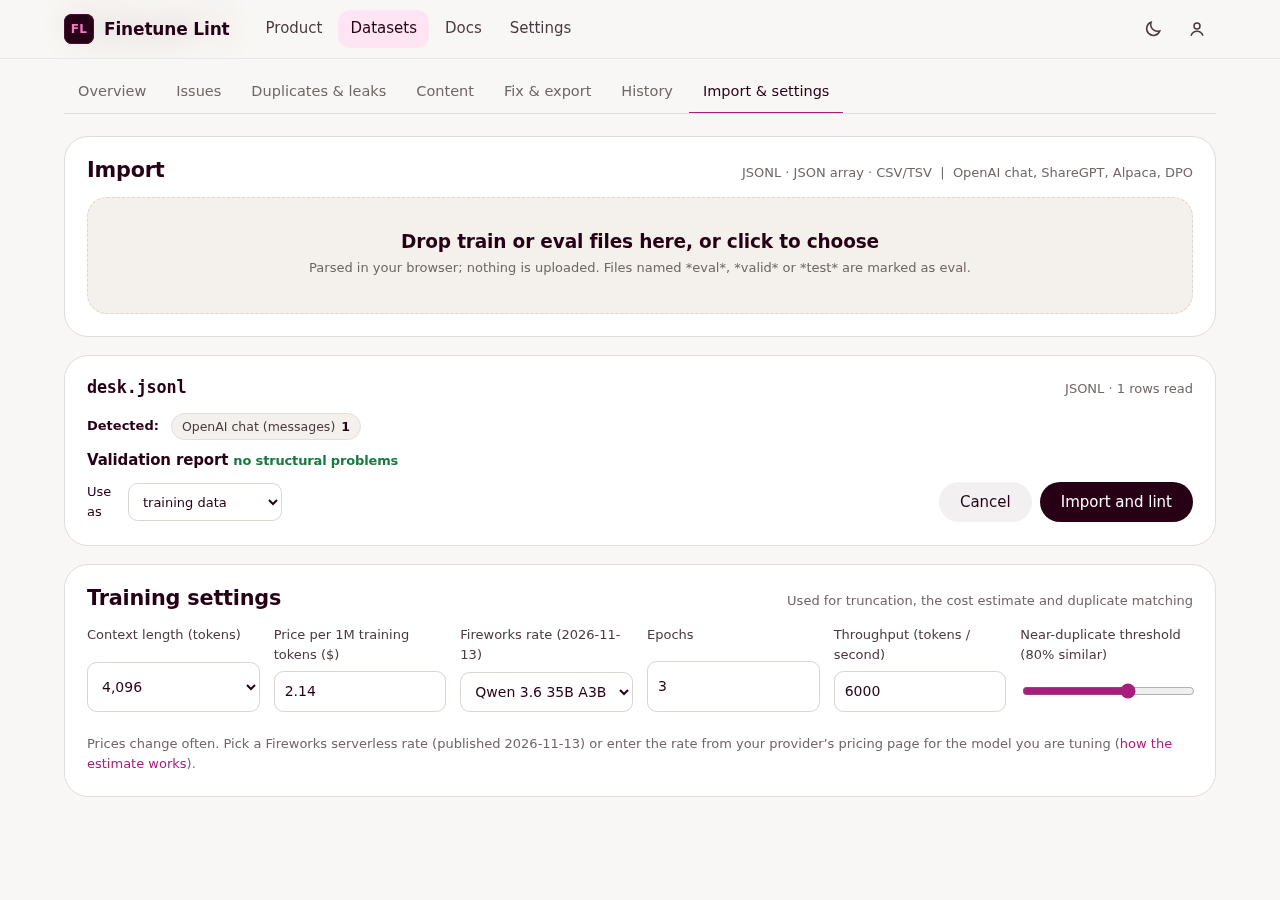 FL Finetune Lint Product Datasets Docs Settings
Overview Issues Duplicates & leaks Content Fix & export History Import & settings
Import
JSONL · JSON array · CSV/TSV | OpenAI chat, ShareGPT, Alpaca, DPO
Drop train or eval files here, or click to choose
Parsed in your browser; nothing is uploaded. Files named *eval*, *valid* or *test* are marked as eval.
desk.jsonl
JSONL · 1 rows read
Detected: OpenAI chat (messages) 1
Validation report no structural problems
Use as
training data
Cancel
Import and lint
Training settings
Used for truncation, the cost estimate and duplicate matching
Context length (tokens)
4,096
Price per 1M training
tokens ($)
2.14
Fireworks rate (2026-11-
13)
Qwen 3.6 35B A3B
Epochs
3
Throughput (tokens /
second)
6000
Near-duplicate threshold
(80% similar)
Prices change often. Pick a Fireworks serverless rate (published 2026-11-13) or enter the rate from your provider’s pricing page for the model you are tuning (how the
estimate works).